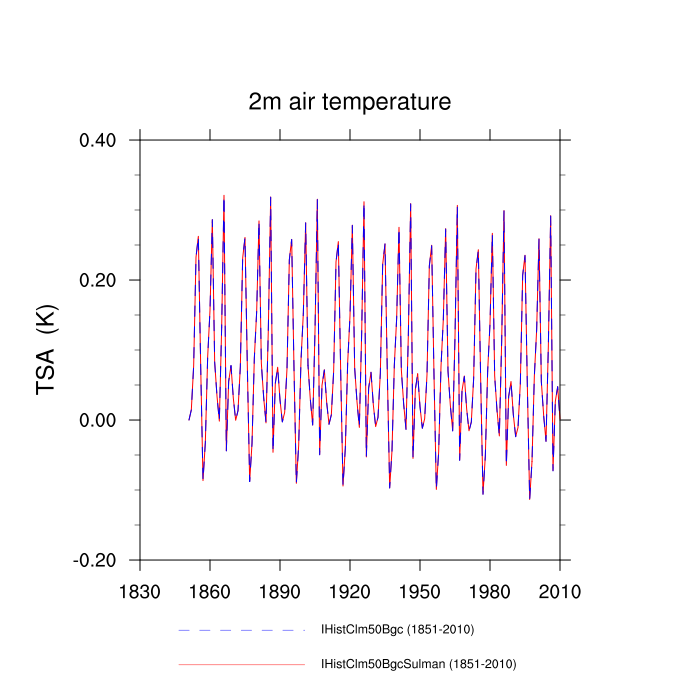 2m air temperature
TSA (K)
0.40
0.20
0.00
-0.20
1830 1860 1890 1920 1950 1980 2010
IHistClm50Bgc (1851-2010)
IHistClm50BgcSulman (1851-2010)